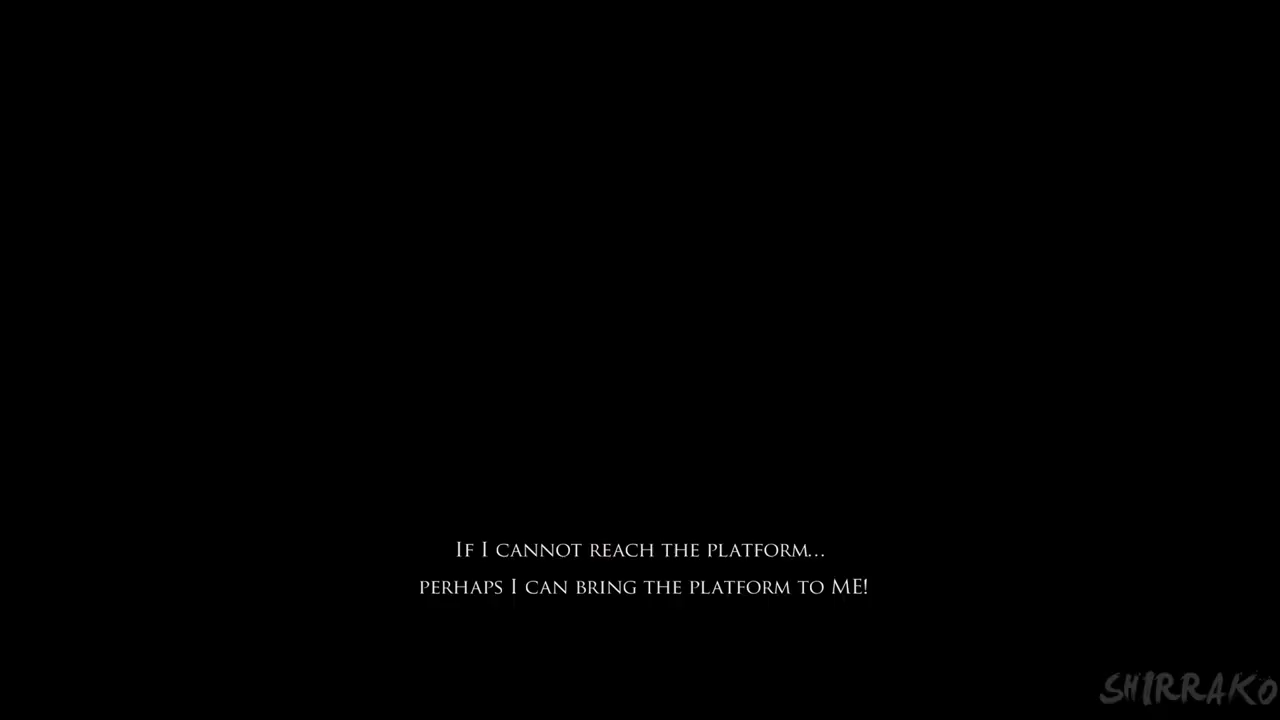 If I cannot reach the platform...
perhaps I can bring the platform to ME!
SHIRRAKO